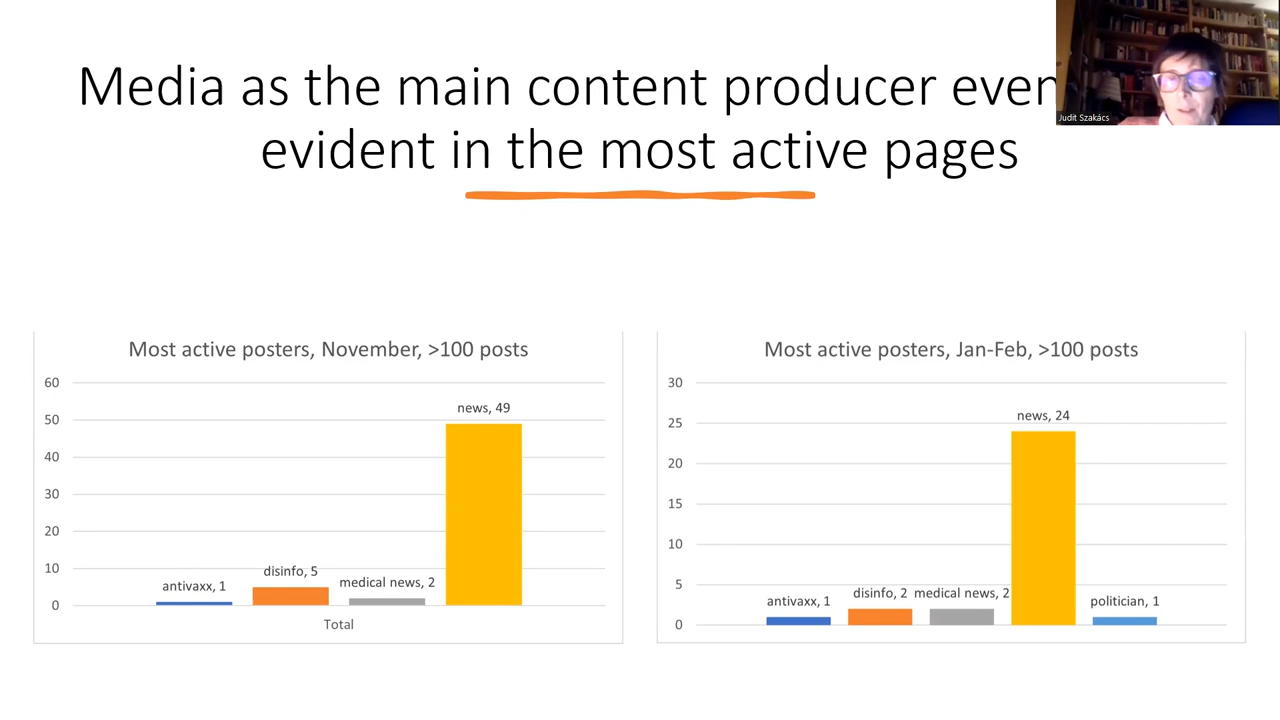 Media as the main content producer even
evident in the most active pages
Judit Szakács
Most active posters, November, >100 posts
60
50
40
30
20
10
0
antivaxx, 1
disinfo, 5
medical news, 2
news, 49
Total
Most active posters, Jan-Feb, >100 posts
30
25
20
15
10
5
0
antivaxx, 1
disinfo, 2
medical news, 2
news, 24
politician, 1